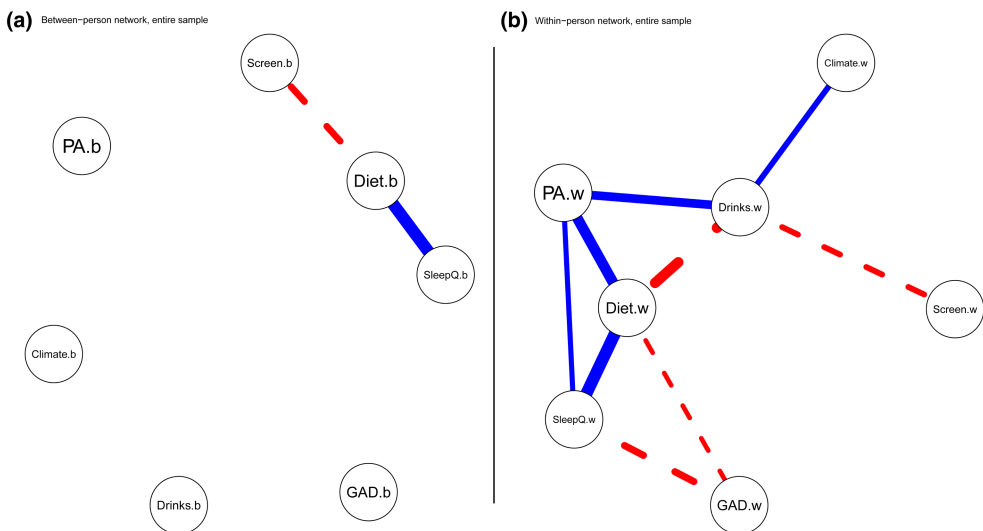 (a) Between-person network, entire sample
Screen.b
PA.b
Diet.b
SleepQ.b
Climate.b
GAD.b
Drinks.b
(b) Within-person network, entire sample
Climate.w
PA.w
Drinks.w
Diet.w
Screen.w
SleepQ.w
GAD.w